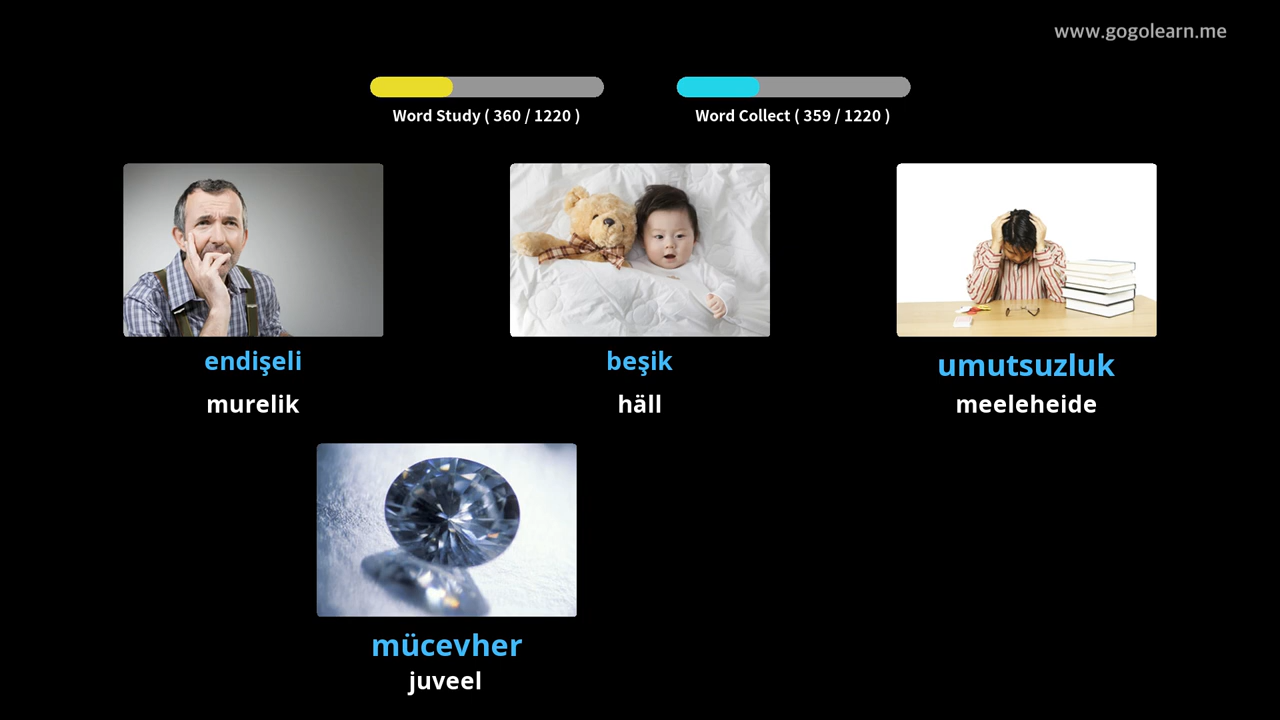 www.gogolearn.me
Word Study ( 360 / 1220 )
Word Collect ( 359 / 1220 )
endişeli
murelik
beşik
häll
umutsuzluk
meeleheide
mücevher
juveel